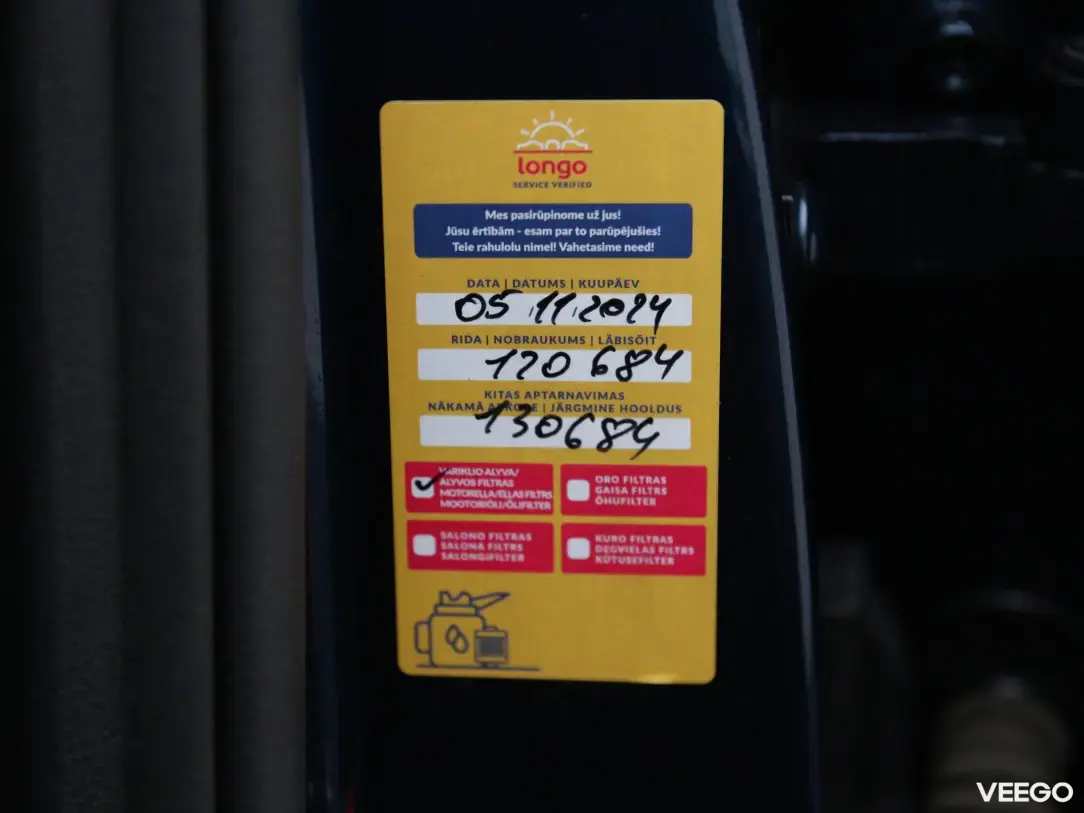 longo
SERVICE VERIFIED
Mes pasirūpinome už jus!
Jūsu ērtībām - esam par to parūpējušies!
Teie rahuloiu nimel! Vahetasime need!
DATA | DATUMS | KUUPÄEV
05.11.2024
RIDA | NOBRAUKUMS | LÄBISÕIT
120 684
KITAS APTARNAVIMAS
NĀKAMĀ APKOPE | JÄRGMINE HOOLDUS
130684
VARIKLIO ALYVA/
ALYVOS FILTRAS
MOTOREĻĻA/EĻĻAS FILTRS
MOOTORIÕLI/ÕLIFILTER
ORO FILTRAS
GAISA FILTRS
ÕHUFILTER
SALONO FILTRAS
SALONA FILTRS
SALONGIFILTER
KURO FILTRAS
DEGVIELAS FILTRS
KÜTUSEFILTER
VEEGO